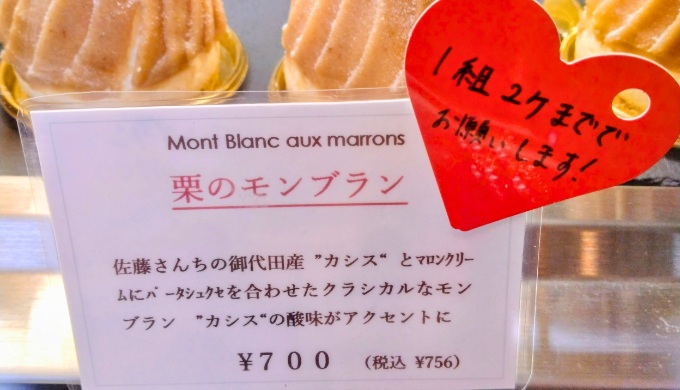 1組2ケまでで
お願いします!
Mont Blanc aux marrons
栗のモンブラン
佐藤さんちの御代田産 "カシス“ とﾏﾛﾝｸﾘｰ
ﾑにﾊﾟｰﾀｼｭｸｾを合わせたクラシカルなモン
ブラン "カシス“の酸味がアクセントに
¥700 (税込 ¥756)